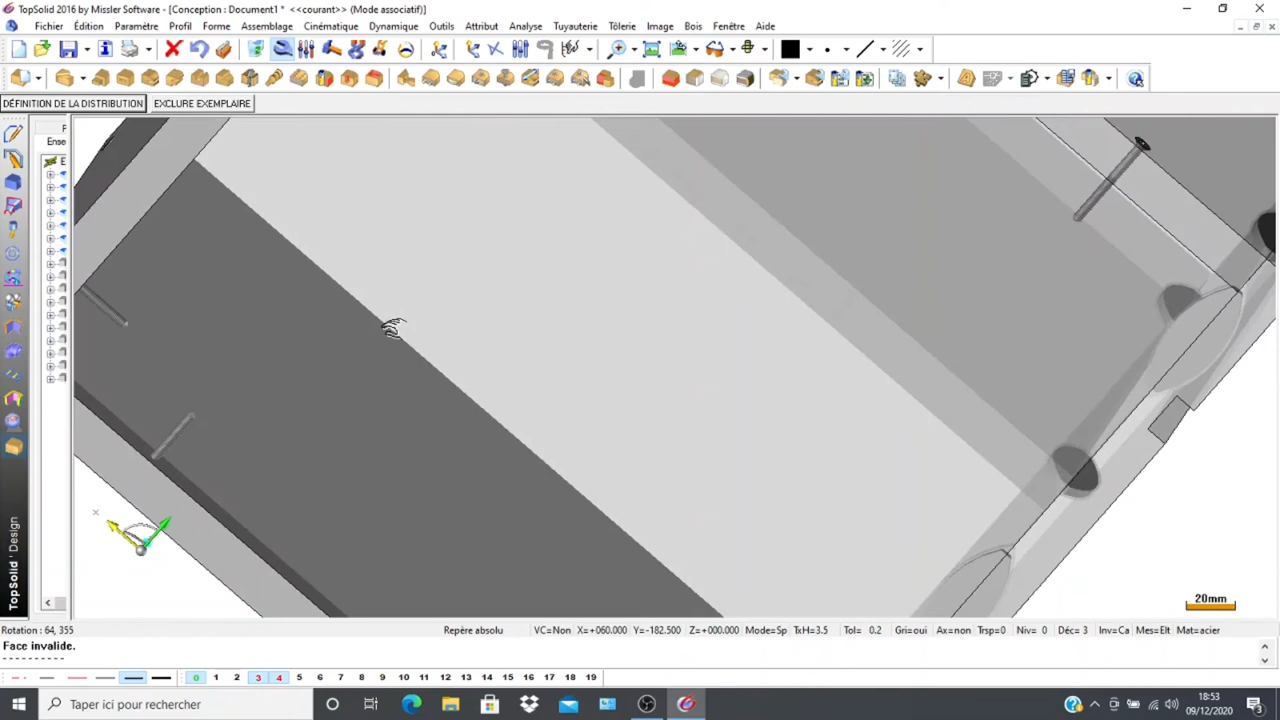 TopSolid 2016 by Missler Software - [Conception : Document1 * <<courant>> (Mode associatif)]
Fichier Édition Paramètre Profil Forme Assemblage Cinématique Dynamique Outils Attribut Analyse Tuyauterie Tôlerie Image Bois Fenêtre Aide
DÉFINITION DE LA DISTRIBUTION EXCLURE EXEMPLAIRE
Ense
E
TopSolid 'Design
20mm
Rotation : 64, 355 Repère absolu VC=Non X=+060.000 Y=-182.500 Z=+000.000 Mode=Sp TxH=3.5 Tol= 0.2 Gri=oui Ax=non Trsp=0 Niv= 0 Déc= 3 Inv=Ca Mes=Elt Mat=acier
Face invalide.
----------
0 1 2 3 4 5 6 7 8 9 10 11 12 13 14 15 16 17 18 19
Taper ici pour rechercher
18:53
09/12/2020
3